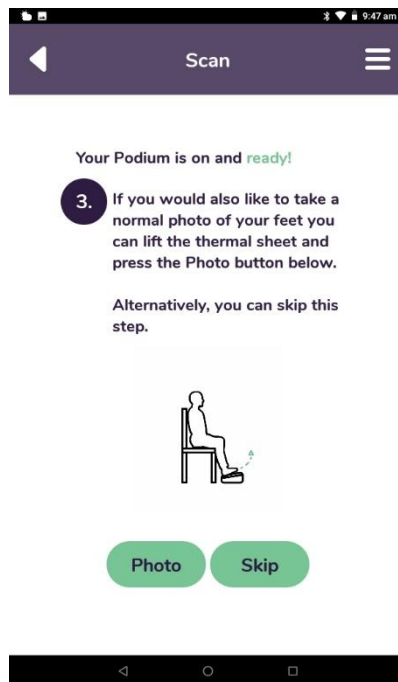 9:47 am
Scan
Your Podium is on and ready!
3.
If you would also like to take a
normal photo of your feet you
can lift the thermal sheet and
press the Photo button below.
Alternatively, you can skip this
step.
Photo Skip